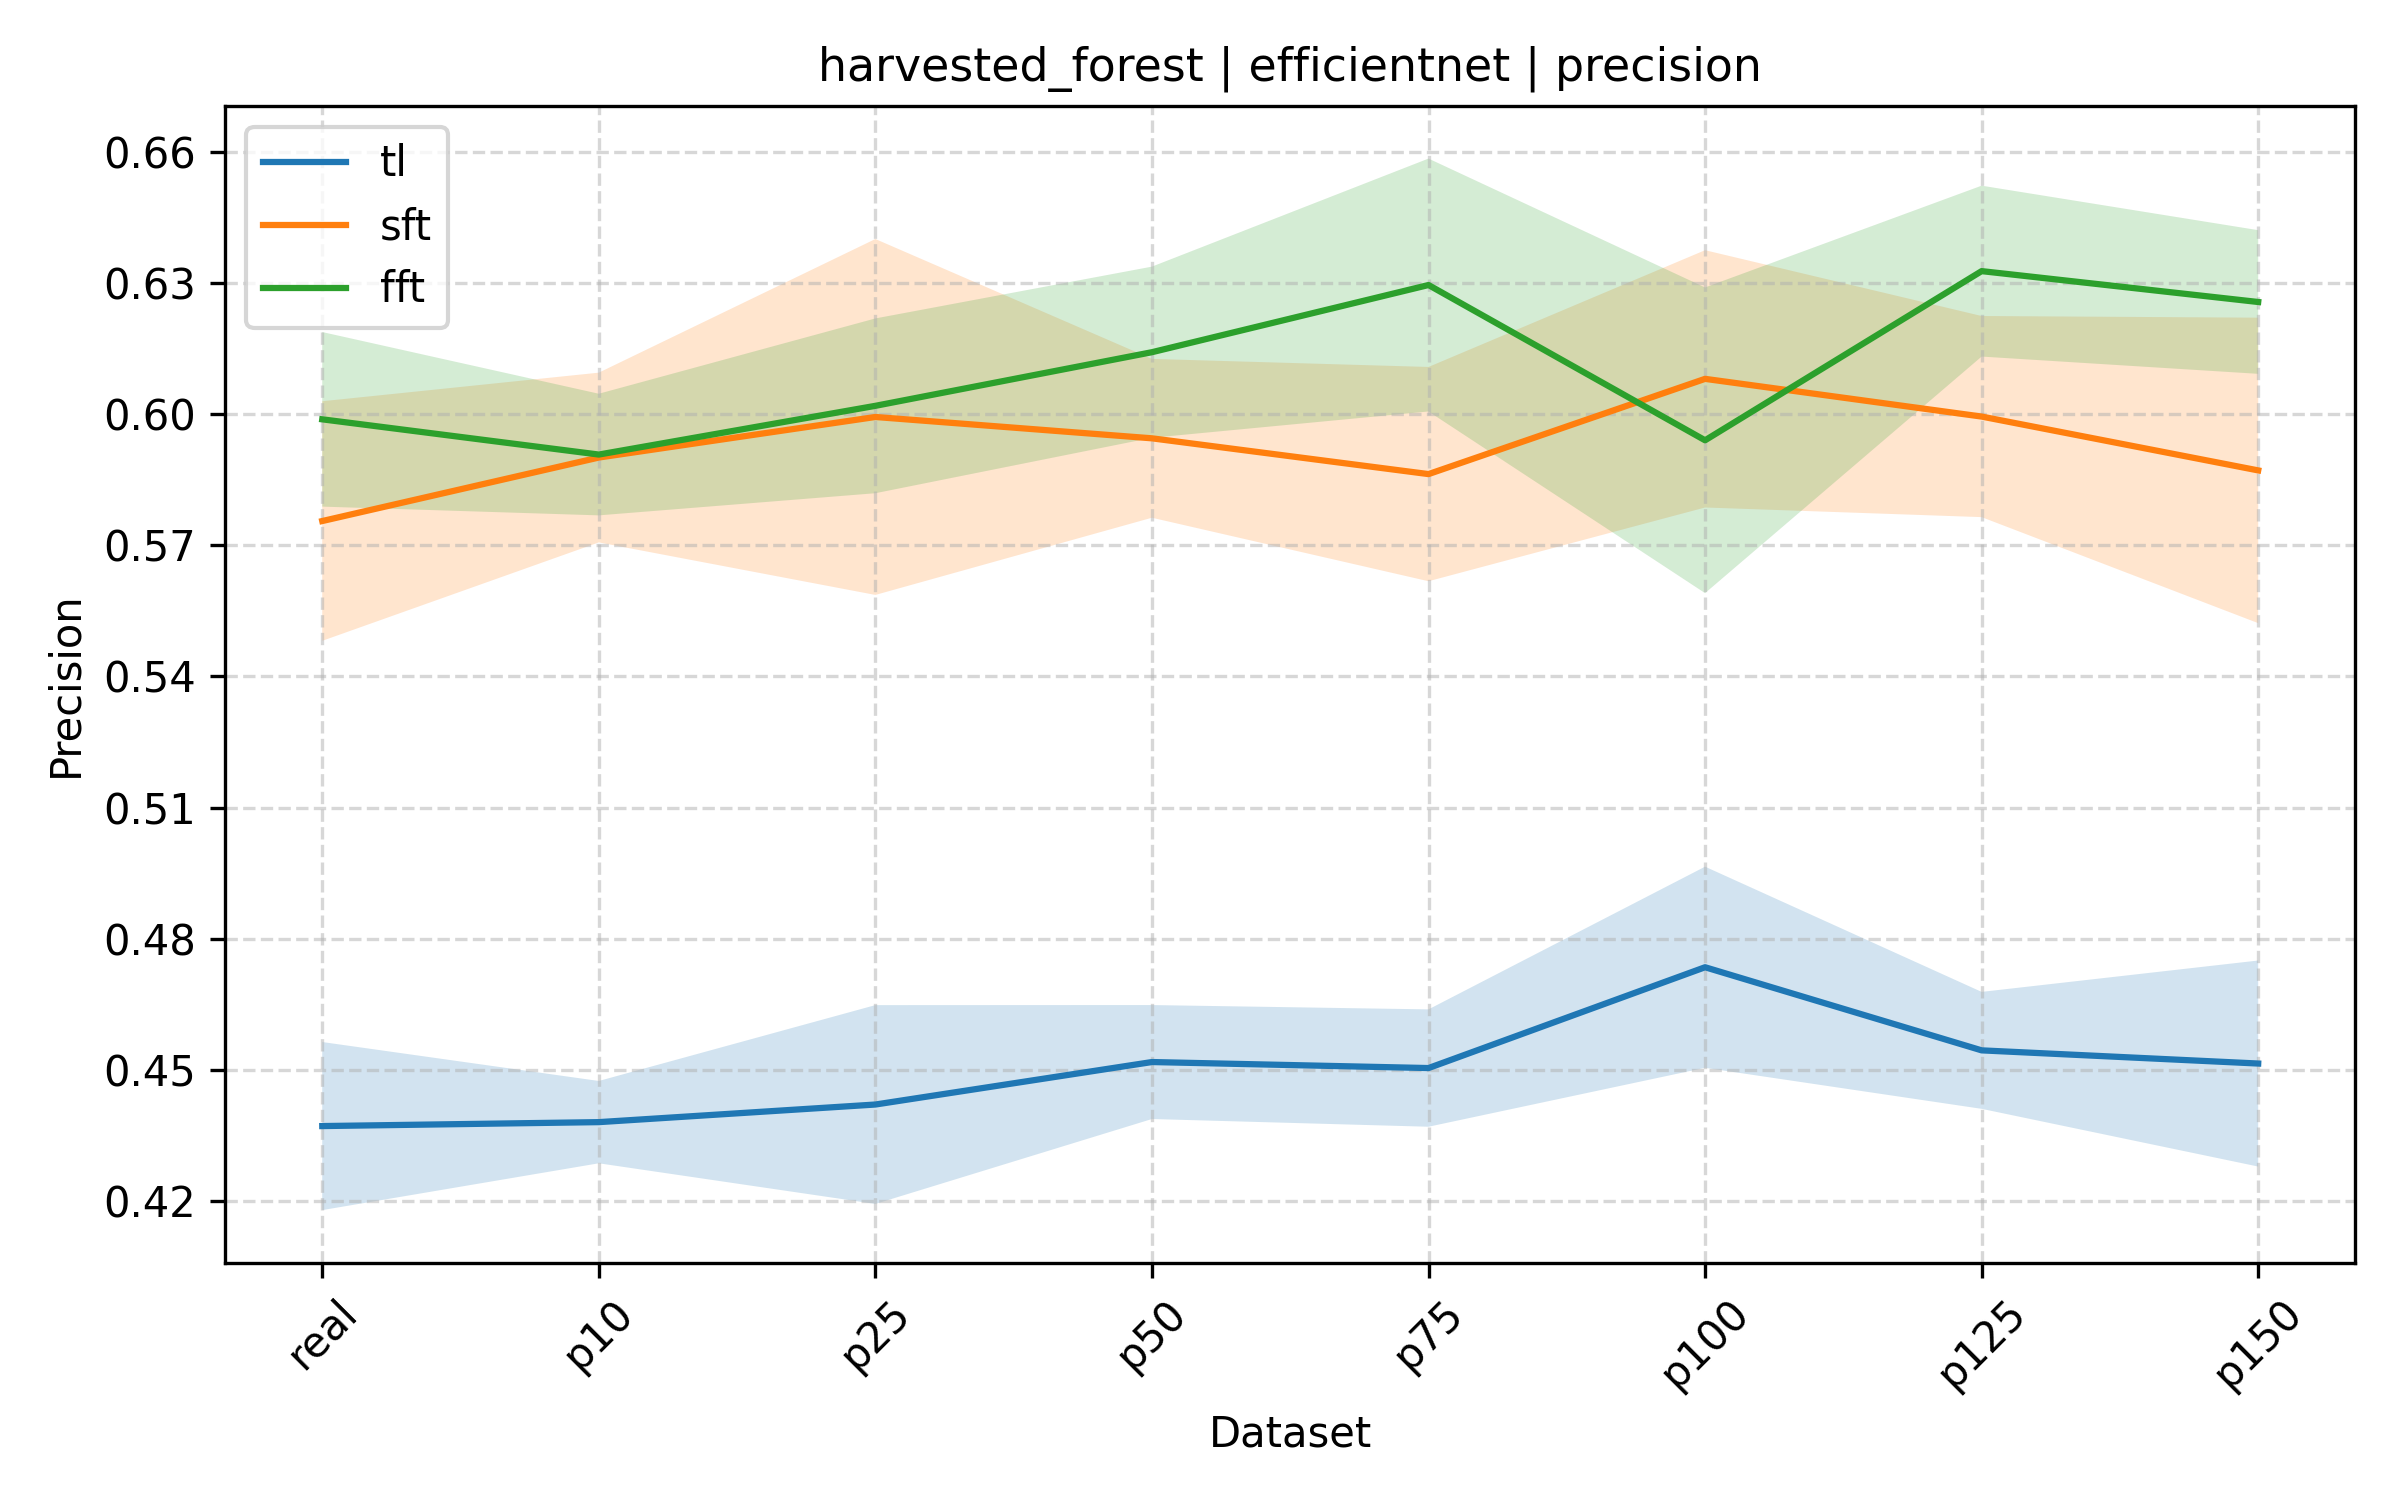 harvested_forest | efficientnet | precision
tl
sft
fft
0.66
0.63
0.60
0.57
0.54
0.51
0.48
0.45
0.42
Precision
real
p10
p25
p50
p75
p100
p125
p150
Dataset